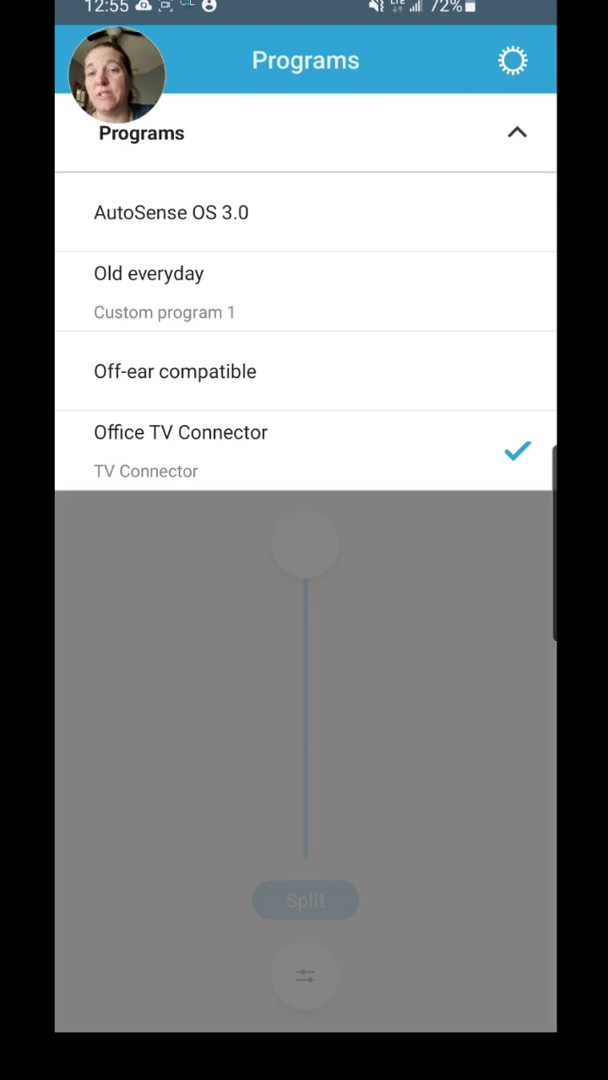 12:55
LTE
72%
Programs
Programs
AutoSense OS 3.0
Old everyday
Custom program 1
Off-ear compatible
Office TV Connector
TV Connector
Split